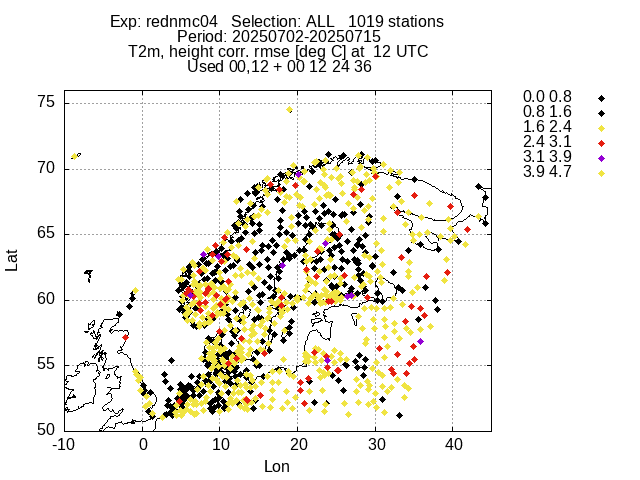 Exp: rednmc04   Selection: ALL   1019 stations
Period: 20250702-20250715
T2m, height corr. rmse [deg C] at  12 UTC
Used 00,12 + 00 12 24 36
0.0 0.8
0.8 1.6
1.6 2.4
2.4 3.1
3.1 3.9
3.9 4.7
75
70
65
60
55
50
Lat
-10 0 10 20 30 40
Lon